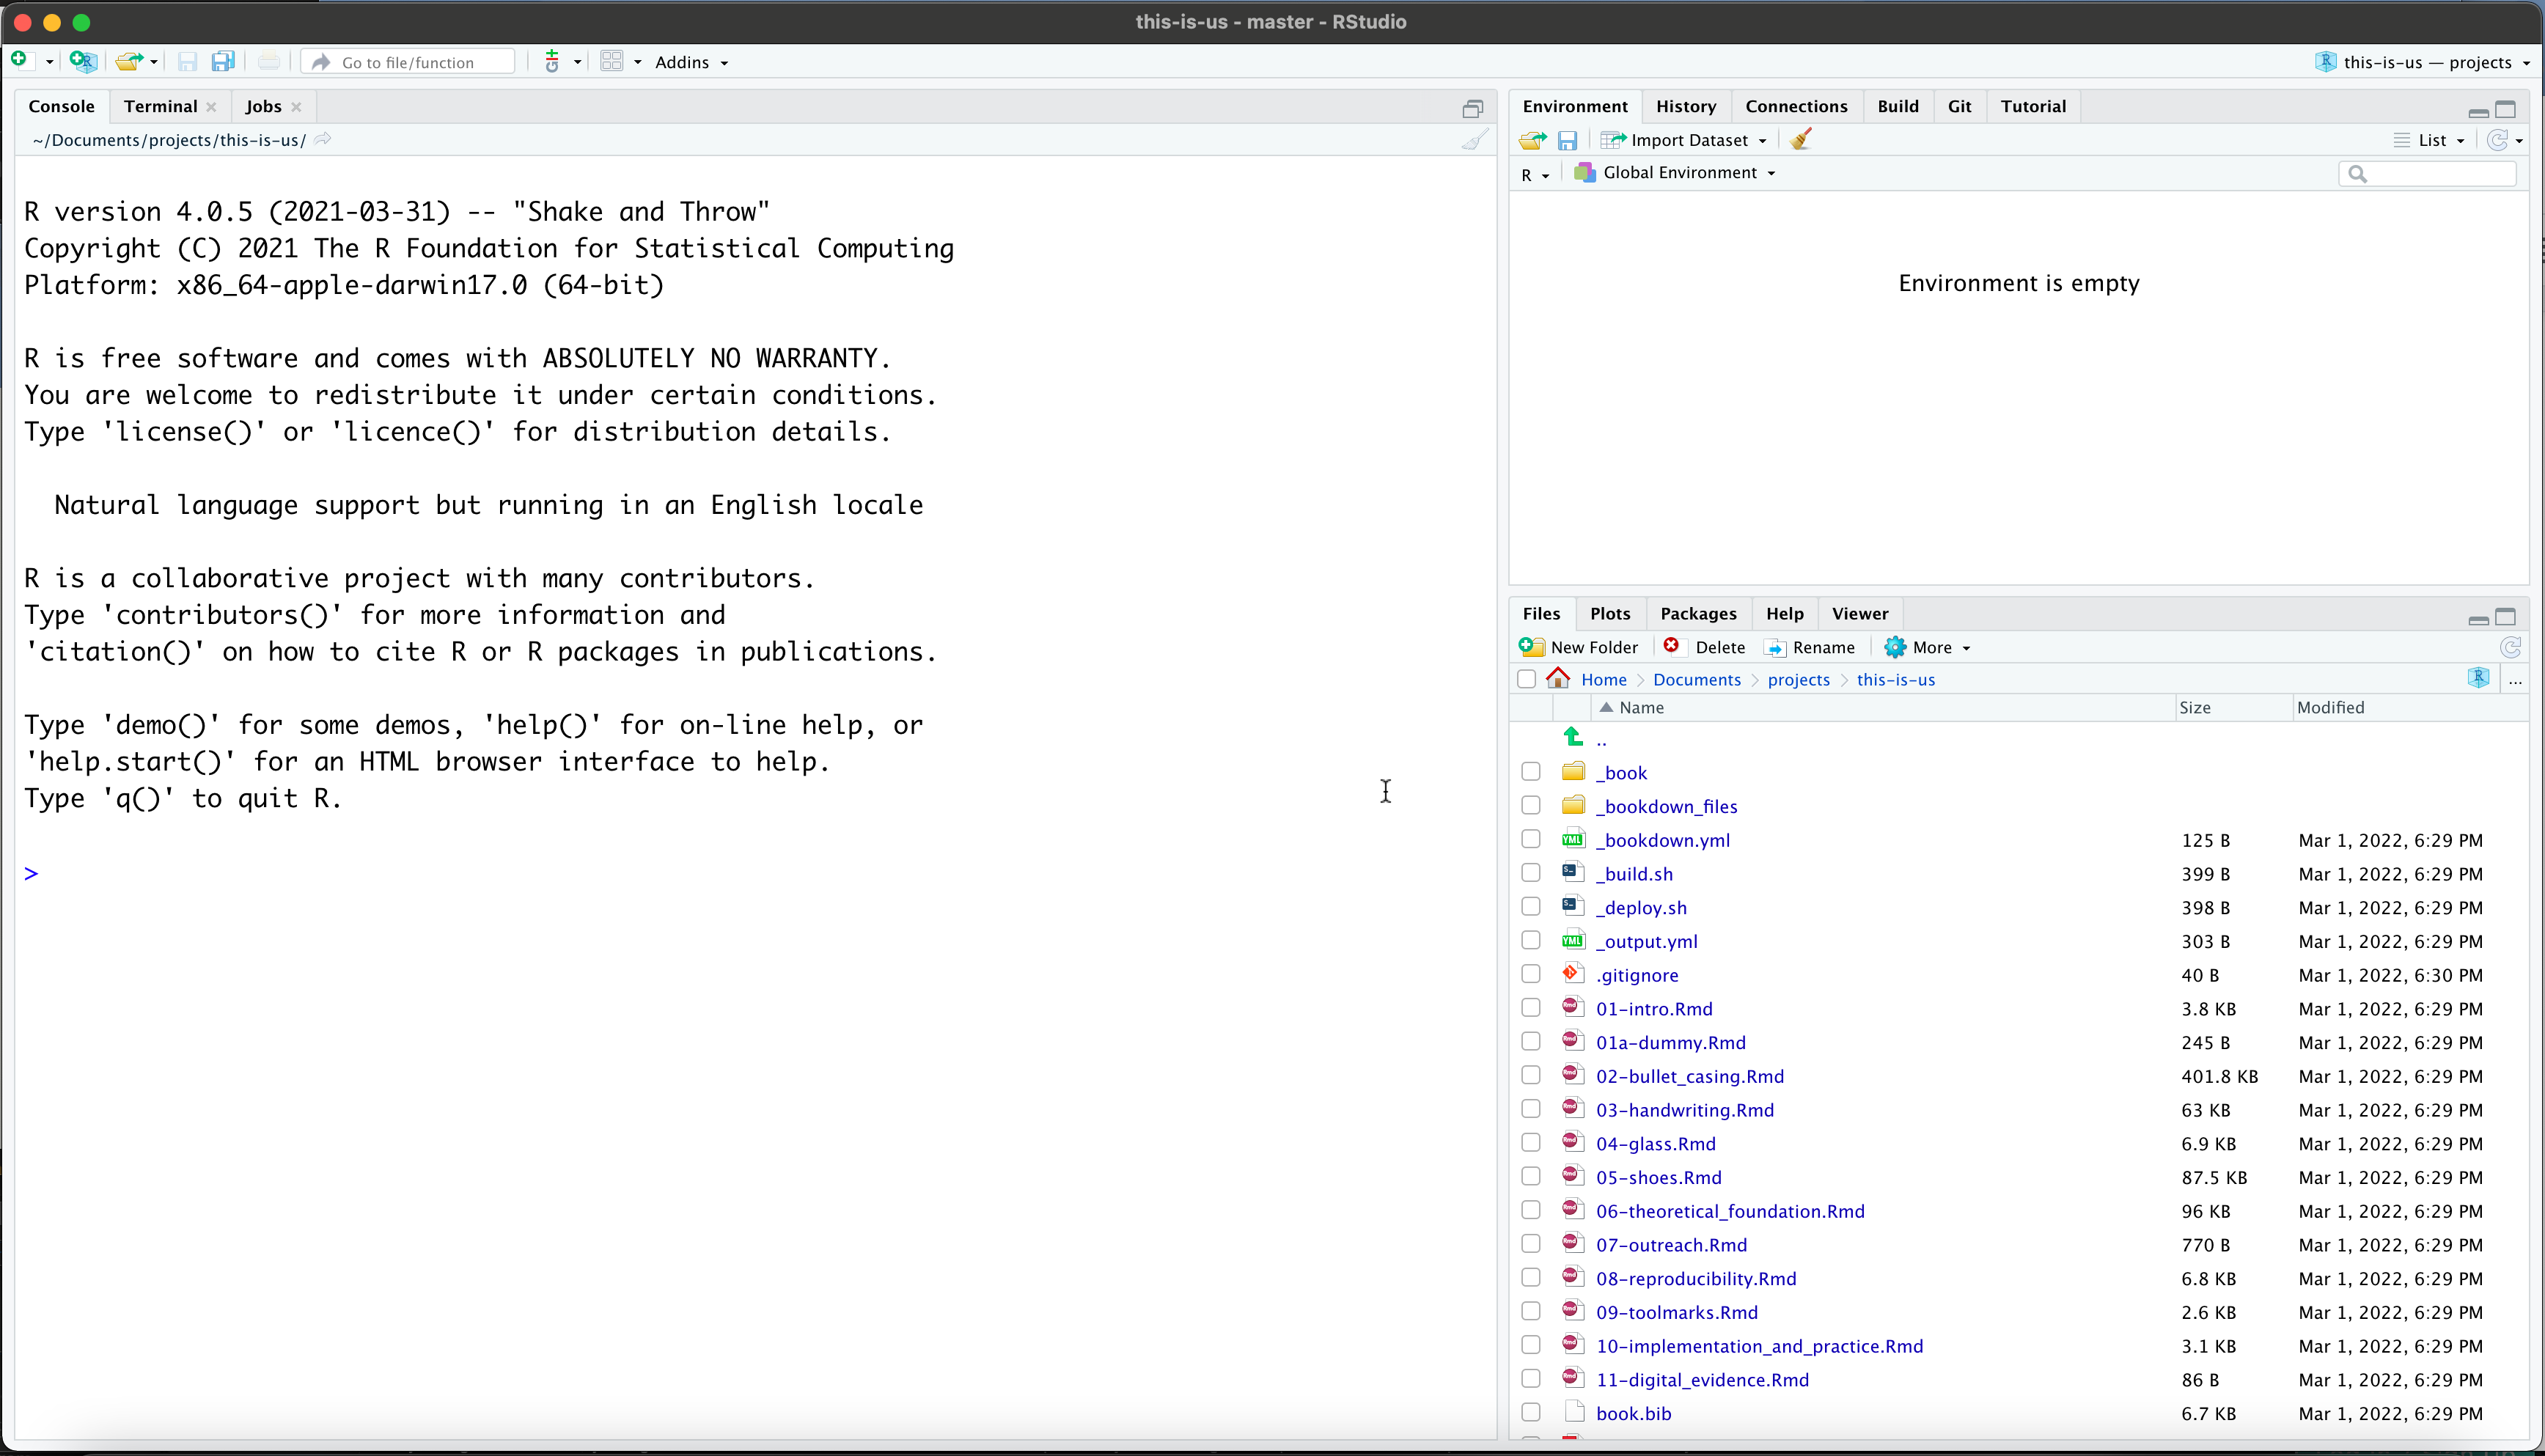 this-is-us - master - RStudio
Go to file/function
Addins
this-is-us — projects
Console Terminal Jobs
~/Documents/projects/this-is-us/
R version 4.0.5 (2021-03-31) -- "Shake and Throw"
Copyright (C) 2021 The R Foundation for Statistical Computing
Platform: x86_64-apple-darwin17.0 (64-bit)
R is free software and comes with ABSOLUTELY NO WARRANTY.
You are welcome to redistribute it under certain conditions.
Type 'license()' or 'licence()' for distribution details.
Natural language support but running in an English locale
R is a collaborative project with many contributors.
Type 'contributors()' for more information and
'citation()' on how to cite R or R packages in publications.
Type 'demo()' for some demos, 'help()' for on-line help, or
'help.start()' for an HTML browser interface to help.
Type 'q()' to quit R.
>
Environment History Connections Build Git Tutorial
Import Dataset List
R Global Environment
Environment is empty
Files Plots Packages Help Viewer
New Folder Delete Rename More
Home Documents projects this-is-us ...
Name Size Modified
..
_book
_bookdown_files
_bookdown.yml 125 B Mar 1, 2022, 6:29 PM
_build.sh 399 B Mar 1, 2022, 6:29 PM
_deploy.sh 398 B Mar 1, 2022, 6:29 PM
_output.yml 303 B Mar 1, 2022, 6:29 PM
.gitignore 40 B Mar 1, 2022, 6:30 PM
01-intro.Rmd 3.8 KB Mar 1, 2022, 6:29 PM
01a-dummy.Rmd 245 B Mar 1, 2022, 6:29 PM
02-bullet_casing.Rmd 401.8 KB Mar 1, 2022, 6:29 PM
03-handwriting.Rmd 63 KB Mar 1, 2022, 6:29 PM
04-glass.Rmd 6.9 KB Mar 1, 2022, 6:29 PM
05-shoes.Rmd 87.5 KB Mar 1, 2022, 6:29 PM
06-theoretical_foundation.Rmd 96 KB Mar 1, 2022, 6:29 PM
07-outreach.Rmd 770 B Mar 1, 2022, 6:29 PM
08-reproducibility.Rmd 6.8 KB Mar 1, 2022, 6:29 PM
09-toolmarks.Rmd 2.6 KB Mar 1, 2022, 6:29 PM
10-implementation_and_practice.Rmd 3.1 KB Mar 1, 2022, 6:29 PM
11-digital_evidence.Rmd 86 B Mar 1, 2022, 6:29 PM
book.bib 6.7 KB Mar 1, 2022, 6:29 PM